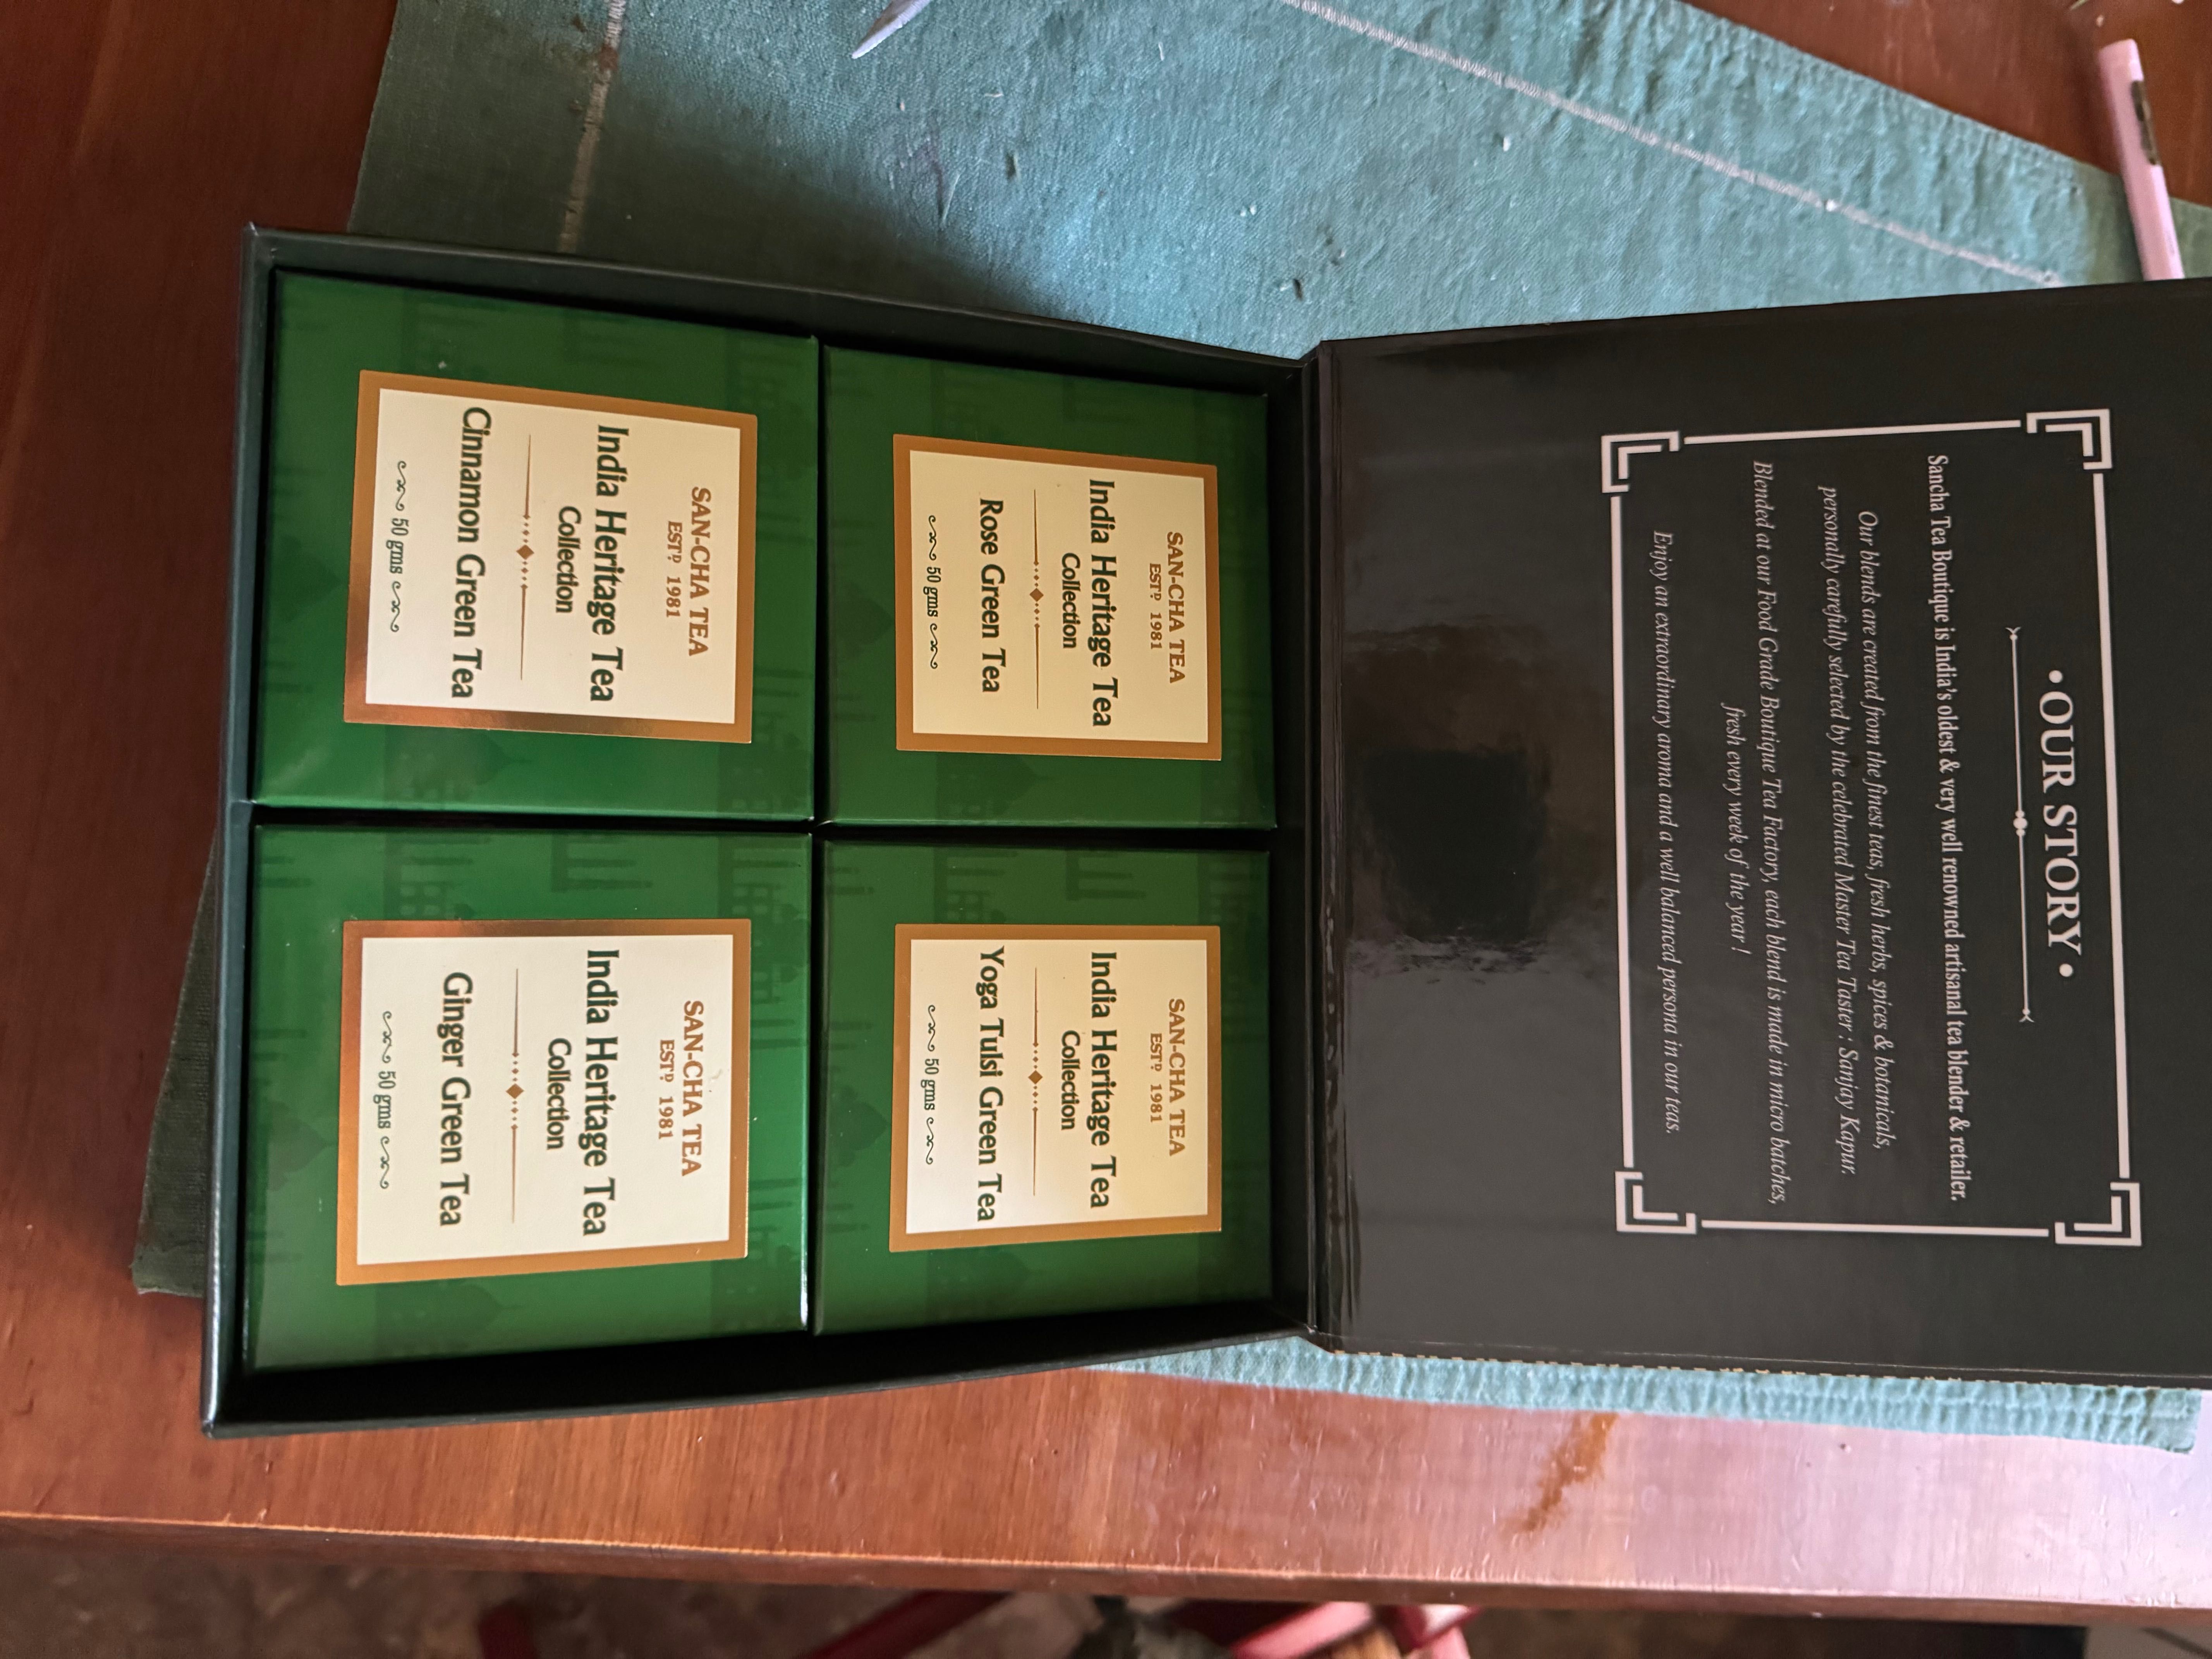 • OUR STORY •
Sancha Tea Boutique is India's oldest & very well renowned artisanal tea blender & retailer.
Our blends are created from the finest teas, fresh herbs, spices & botanicals,
personally carefully selected by the celebrated Master Tea Taster : Sanjay Kapur.
Blended at our Food Grade Boutique Tea Factory, each blend is made in micro batches,
fresh every week of the year !
Enjoy an extraordinary aroma and a well balanced persona in our teas.
SAN-CHA TEA
ESTD 1981
India Heritage Tea
Collection
Rose Green Tea
50 gms
SAN-CHA TEA
ESTD 1981
India Heritage Tea
Collection
Yoga Tulsi Green Tea
50 gms
SAN-CHA TEA
ESTD 1981
India Heritage Tea
Collection
Cinnamon Green Tea
50 gms
SAN-CHA TEA
ESTD 1981
India Heritage Tea
Collection
Ginger Green Tea
50 gms